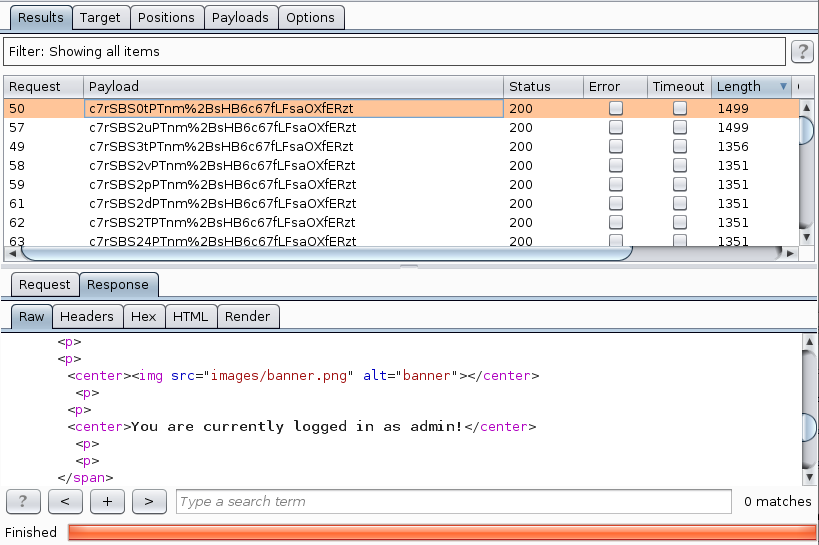 Results Target Positions Payloads Options
Filter: Showing all items ?
Request Payload Status Error Timeout Length
50 c7rSBS0tPTnm%2BsHB6c67fLFsaOXfERzt 200 1499
57 c7rSBS2uPTnm%2BsHB6c67fLFsaOXfERzt 200 1499
49 c7rSBS3tPTnm%2BsHB6c67fLFsaOXfERzt 200 1356
58 c7rSBS2vPTnm%2BsHB6c67fLFsaOXfERzt 200 1351
59 c7rSBS2pPTnm%2BsHB6c67fLFsaOXfERzt 200 1351
61 c7rSBS2dPTnm%2BsHB6c67fLFsaOXfERzt 200 1351
62 c7rSBS2TPTnm%2BsHB6c67fLFsaOXfERzt 200 1351
63 c7rSBS24PTnm%2BsHB6c67fLFsaOXfERzt 200 1351
Request Response
Raw Headers Hex HTML Render
<p>
<p>
<center><img src="images/banner.png" alt="banner"></center>
<p>
<p>
<center>You are currently logged in as admin!</center>
<p>
<p>
</span>
? < + > Type a search term 0 matches
Finished